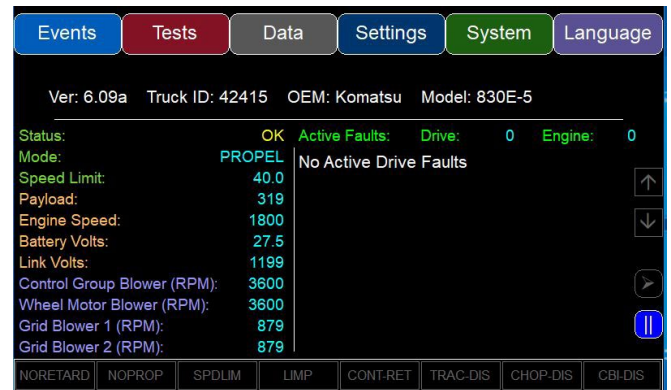 Events Tests Data Settings System Language
Ver: 6.09a Truck ID: 42415 OEM: Komatsu Model: 830E-5
Status: OK Active Faults: Drive: 0 Engine: 0
Mode: PROPEL No Active Drive Faults
Speed Limit: 40.0
Payload: 319
Engine Speed: 1800
Battery Volts: 27.5
Link Volts: 1199
Control Group Blower (RPM): 3600
Wheel Motor Blower (RPM): 3600
Grid Blower 1 (RPM): 879
Grid Blower 2 (RPM): 879
NORETARD NOPROP SPDLIM LIMP CONT-RET TRAC-DIS CHOP-DIS CBI-DIS